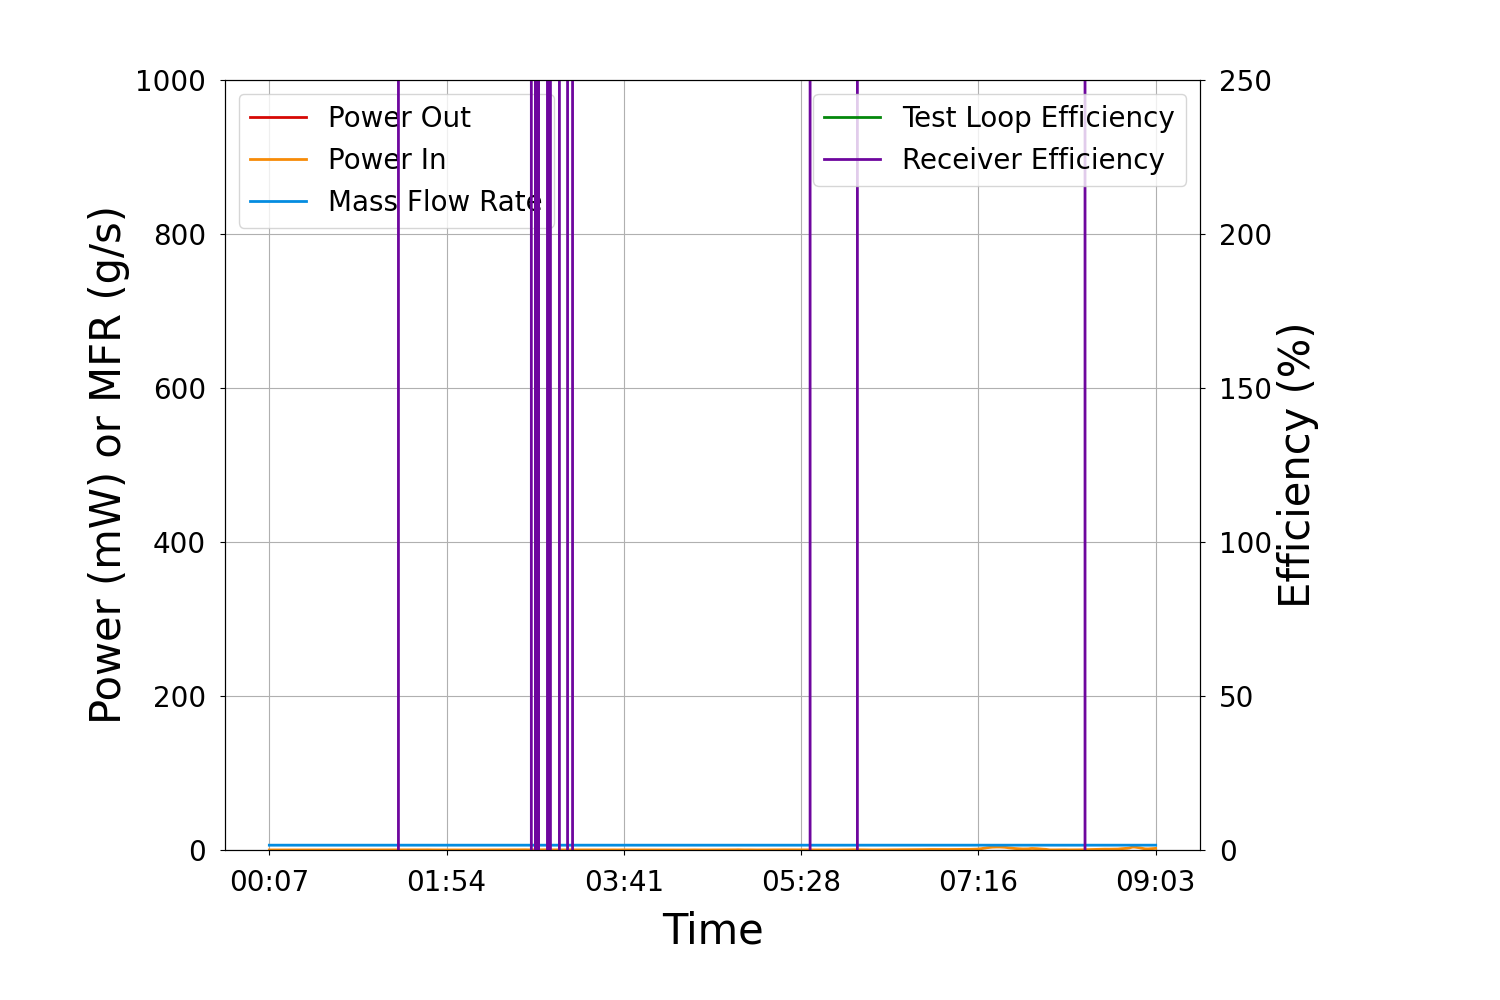 1000
800
600
400
200
0
Power (mW) or MFR (g/s)
Power Out
Power In
Mass Flow Rate
Test Loop Efficiency
Receiver Efficiency
250
200
150
100
50
0
Efficiency (%)
00:07 01:54 03:41 05:28 07:16 09:03
Time